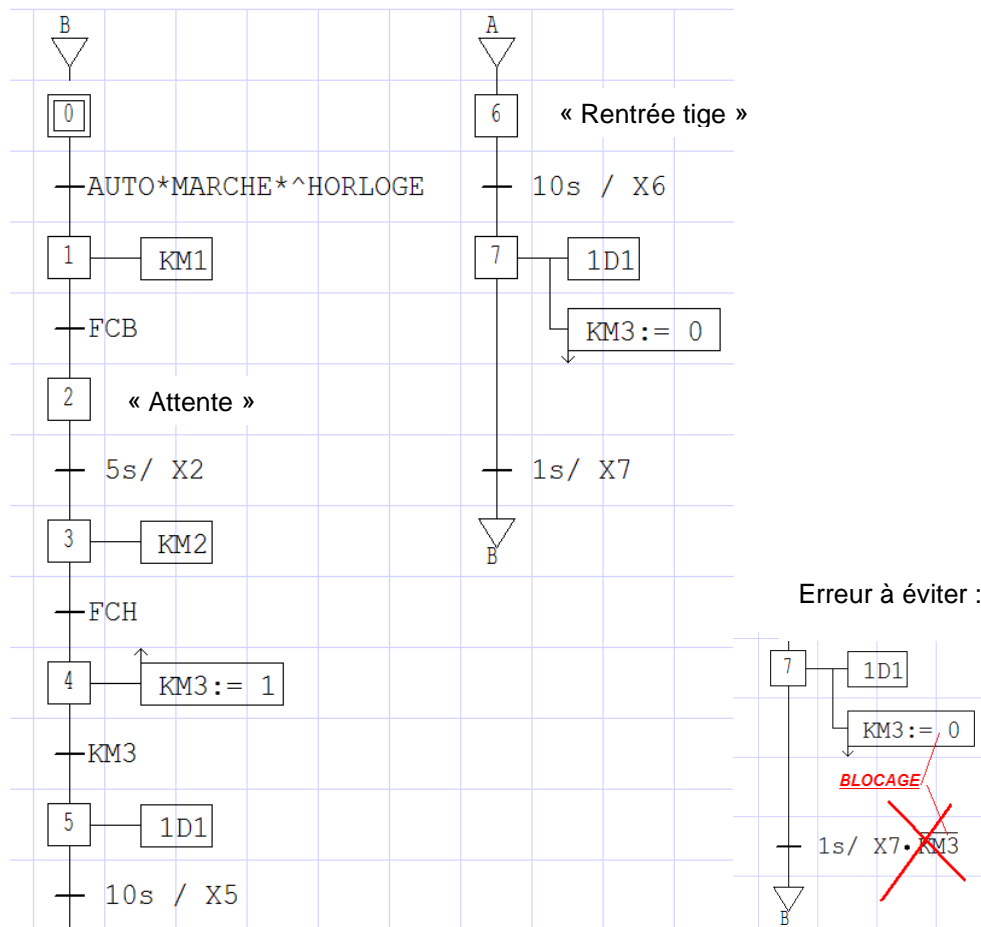 B
0
AUTO*MARCHE*^HORLOGE
1 KM1
FCB
2 « Attente »
5s/ X2
3 KM2
FCH
4 KM3:= 1
KM3
5 1D1
10s / X5
A
6 « Rentrée tige »
10s / X6
7 1D1
KM3:= 0
1s/ X7
B
Erreur à éviter :
7 1D1
KM3:= 0
BLOCAGE
1s/ X7•K̅M̅3̅
B